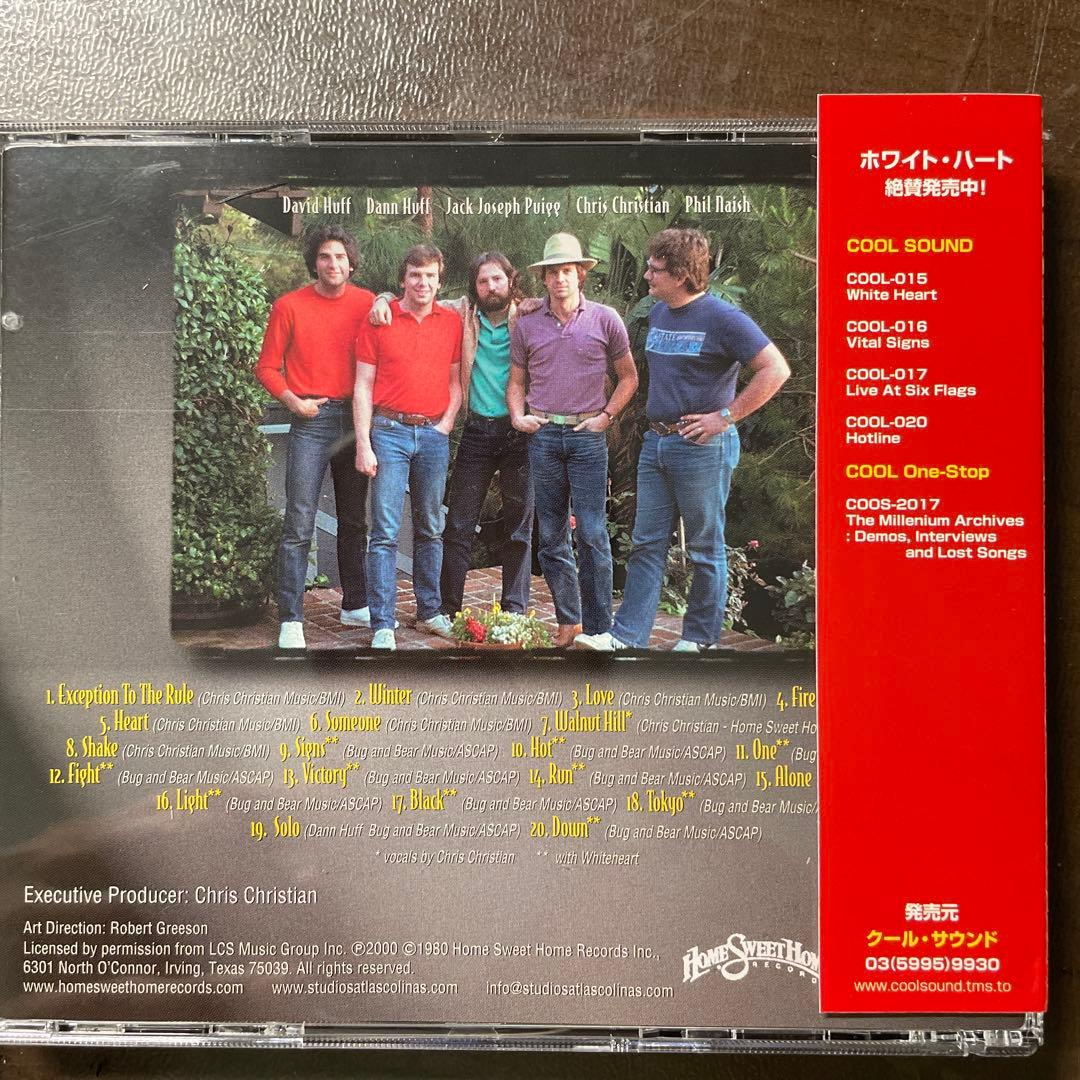 David Huff Dann Huff Jack Joseph Puigg Chris Christian Phil Naish
1. Exception To The Rule (Chris Christian Music/BMI) 2. Winter (Chris Christian Music/BMI) 3. Love (Chris Christian Music/BMI) 4. Fire
5. Heart (Chris Christian Music/BMI) 6. Someone (Chris Christian Music/BMI) 7. Walnut Hill* (Chris Christian - Home Sweet Ho
8. Shake (Chris Christian Music/BMI) 9. Signs** (Bug and Bear Music/ASCAP) 10. Hot** (Bug and Bear Music/ASCAP) 11. One** (Bug
12. Fight** (Bug and Bear Music/ASCAP) 13. Victory** (Bug and Bear Music/ASCAP) 14. Run** (Bug and Bear Music/ASCAP) 15. Alone
16. Light** (Bug and Bear Music/ASCAP) 17. Black** (Bug and Bear Music/ASCAP) 18. Tokyo** (Bug and Bear Mus
19. Solo (Dann Huff Bug and Bear Music/ASCAP) 20. Down** (Bug and Bear Music/ASCAP)
* vocals by Chris Christian ** with Whiteheart
Executive Producer: Chris Christian
Art Direction: Robert Greeson
Licensed by permission from LCS Music Group Inc. ℗2000 ©1980 Home Sweet Home Records Inc.,
6301 North O'Connor, Irving, Texas 75039. All rights reserved.
www.homesweethomerecords.com www.studiosatlascolinas.com info@studiosatlascolinas.com
HOME SWEET HOM
RECORD
ホワイト・ハート
絶賛発売中!
COOL SOUND
COOL-015
White Heart
COOL-016
Vital Signs
COOL-017
Live At Six Flags
COOL-020
Hotline
COOL One-Stop
COOS-2017
The Millenium Archives
: Demos, Interviews
and Lost Songs
発売元
クール・サウンド
03(5995)9930
www.coolsound.tms.to